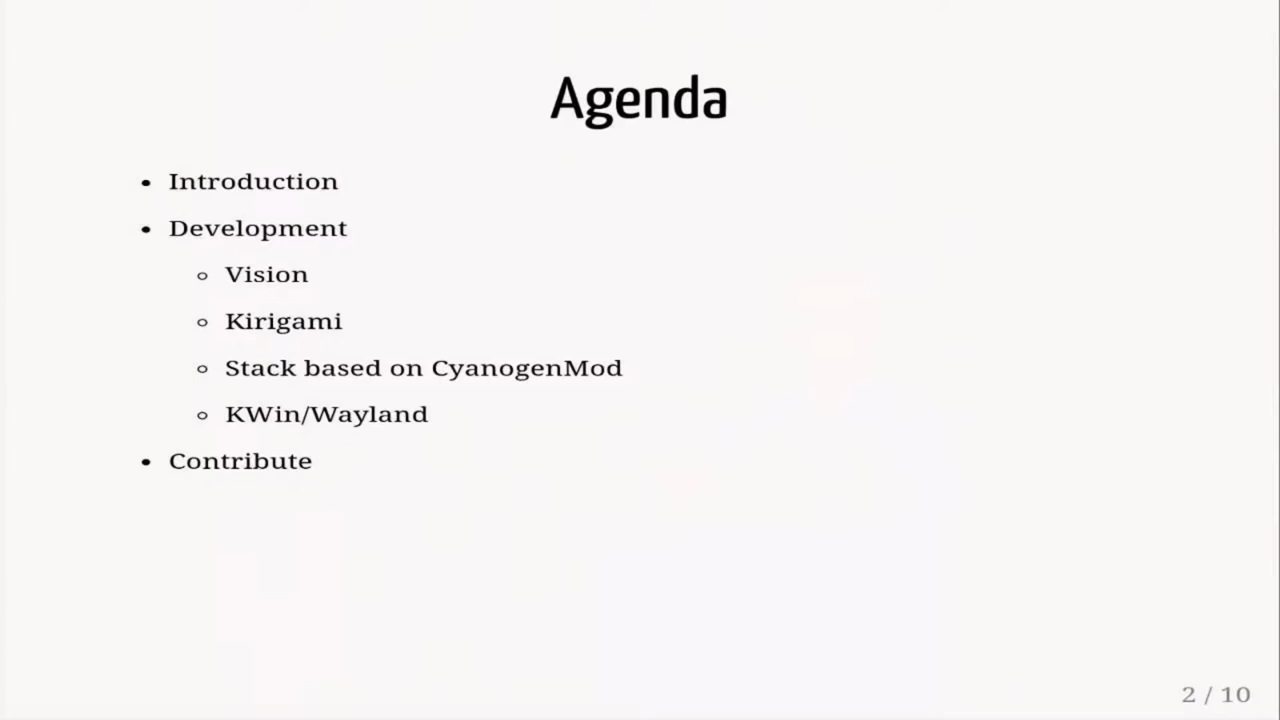 Agenda
• Introduction
• Development
◦ Vision
◦ Kirigami
◦ Stack based on CyanogenMod
◦ KWin/Wayland
• Contribute
2 / 10